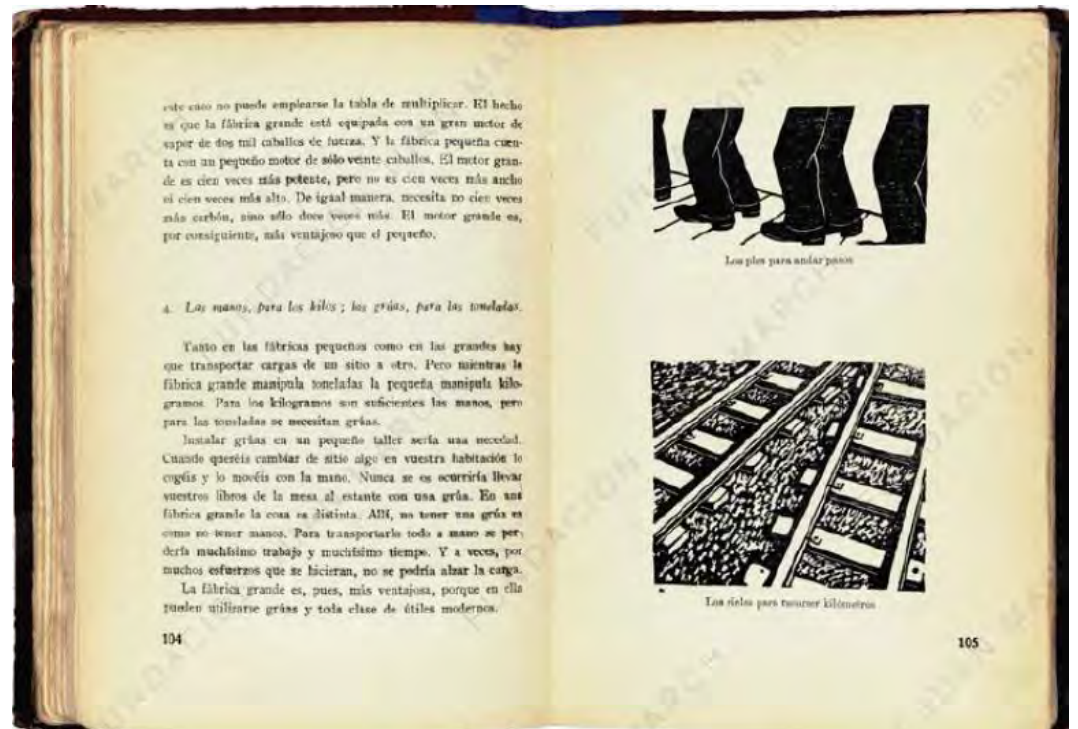 este caso no puede emplearse la tabla de multiplicar. El hecho
es que la fábrica grande está equipada con un gran motor de
vapor de dos mil caballos de fuerza. Y la fábrica pequeña cuen-
ta con un pequeño motor de sólo veinte caballos. El motor gran-
de es cien veces más potente, pero no es cien veces más ancho
ni cien veces más alto. De igual manera, necesita no cien veces
más carbón, sino sólo doce veces más. El motor grande es,
por consiguiente, más ventajoso que el pequeño.
4. Las manos, para los kilos; las grúas, para las toneladas.
Tanto en las fábricas pequeñas como en las grandes hay
que transportar cargas de un sitio a otro. Pero mientras la
fábrica grande manipula toneladas la pequeña manipula kilo-
gramos. Para los kilogramos son suficientes las manos, pero
para las toneladas se necesitan grúas.
Instalar grúas en un pequeño taller sería una necedad.
Cuando queréis cambiar de sitio algo en vuestra habitación lo
cogéis y lo movéis con la mano. Nunca se os ocurriría llevar
vuestros libros de la mesa al estante con una grúa. En una
fábrica grande la cosa es distinta. Allí, no tener una grúa es
como no tener manos. Para transportarlo todo a mano se per-
dería muchísimo trabajo y muchísimo tiempo. Y a veces, por
muchos esfuerzos que se hicieran, no se podría alzar la carga.
La fábrica grande es, pues, más ventajosa, porque en ella
pueden utilizarse grúas y toda clase de útiles modernos.
104
Los pies para andar pasos
Los rieles para recorrer kilómetros
105
FUNDACION JUAN MARCH